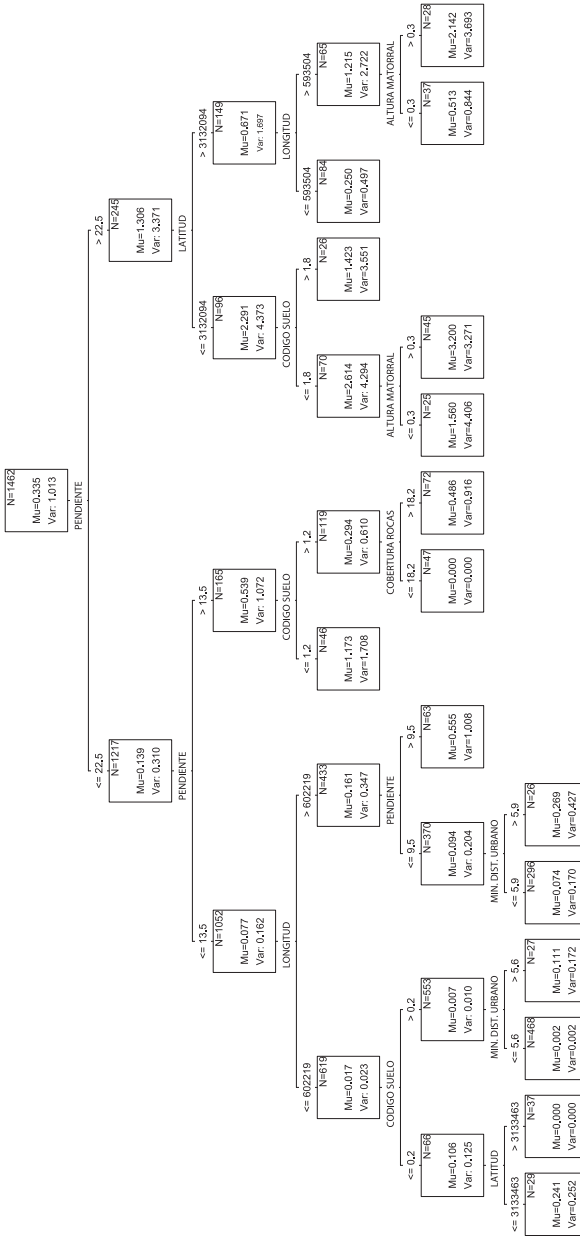 N=1462
Mu=0.335
Var: 1.013
PENDIENTE
<= 22.5
> 22.5
N=1217
Mu=0.139
Var: 0.310
PENDIENTE
N=245
Mu=1.306
Var: 3.371
LATITUD
<= 13.5
> 13.5
<= 3132094
> 3132094
N=1052
Mu=0.077
Var: 0.162
LONGITUD
N=165
Mu=0.539
Var: 1.072
CODIGO SUELO
N=96
Mu=2.291
Var: 4.373
CODIGO SUELO
N=149
Mu=0.671
Var: 1.697
LONGITUD
<= 602219
> 602219
<= 1.2
> 1.2
<= 1.8
> 1.8
<= 593504
> 593504
N=619
Mu=0.017
Var: 0.023
CODIGO SUELO
N=433
Mu=0.161
Var: 0.347
PENDIENTE
N=46
Mu=1.173
Var=1.708
N=119
Mu=0.294
Var: 0.610
COBERTURA ROCAS
N=70
Mu=2.614
Var: 4.294
ALTURA MATORRAL
N=26
Mu=1.423
Var=3.551
N=84
Mu=0.250
Var=0.497
N=65
Mu=1.215
Var: 2.722
ALTURA MATORRAL
<= 0.2
> 0.2
<= 9.5
> 9.5
<= 18.2
> 18.2
<= 0.3
> 0.3
<= 0.3
> 0.3
N=66
Mu=0.106
Var: 0.125
LATITUD
N=553
Mu=0.007
Var: 0.010
MIN. DIST. URBANO
N=370
Mu=0.094
Var: 0.204
MIN. DIST. URBANO
N=63
Mu=0.555
Var=1.008
N=47
Mu=0.000
Var=0.000
N=72
Mu=0.486
Var=0.916
N=25
Mu=1.560
Var=4.406
N=45
Mu=3.200
Var=3.271
N=37
Mu=0.513
Var=0.844
N=28
Mu=2.142
Var=3.693
<= 3133463
> 3133463
<= 5.6
> 5.6
<= 5.9
> 5.9
N=29
Mu=0.241
Var=0.252
N=37
Mu=0.000
Var=0.000
N=468
Mu=0.002
Var=0.002
N=27
Mu=0.111
Var=0.172
N=296
Mu=0.074
Var=0.170
N=26
Mu=0.269
Var=0.427